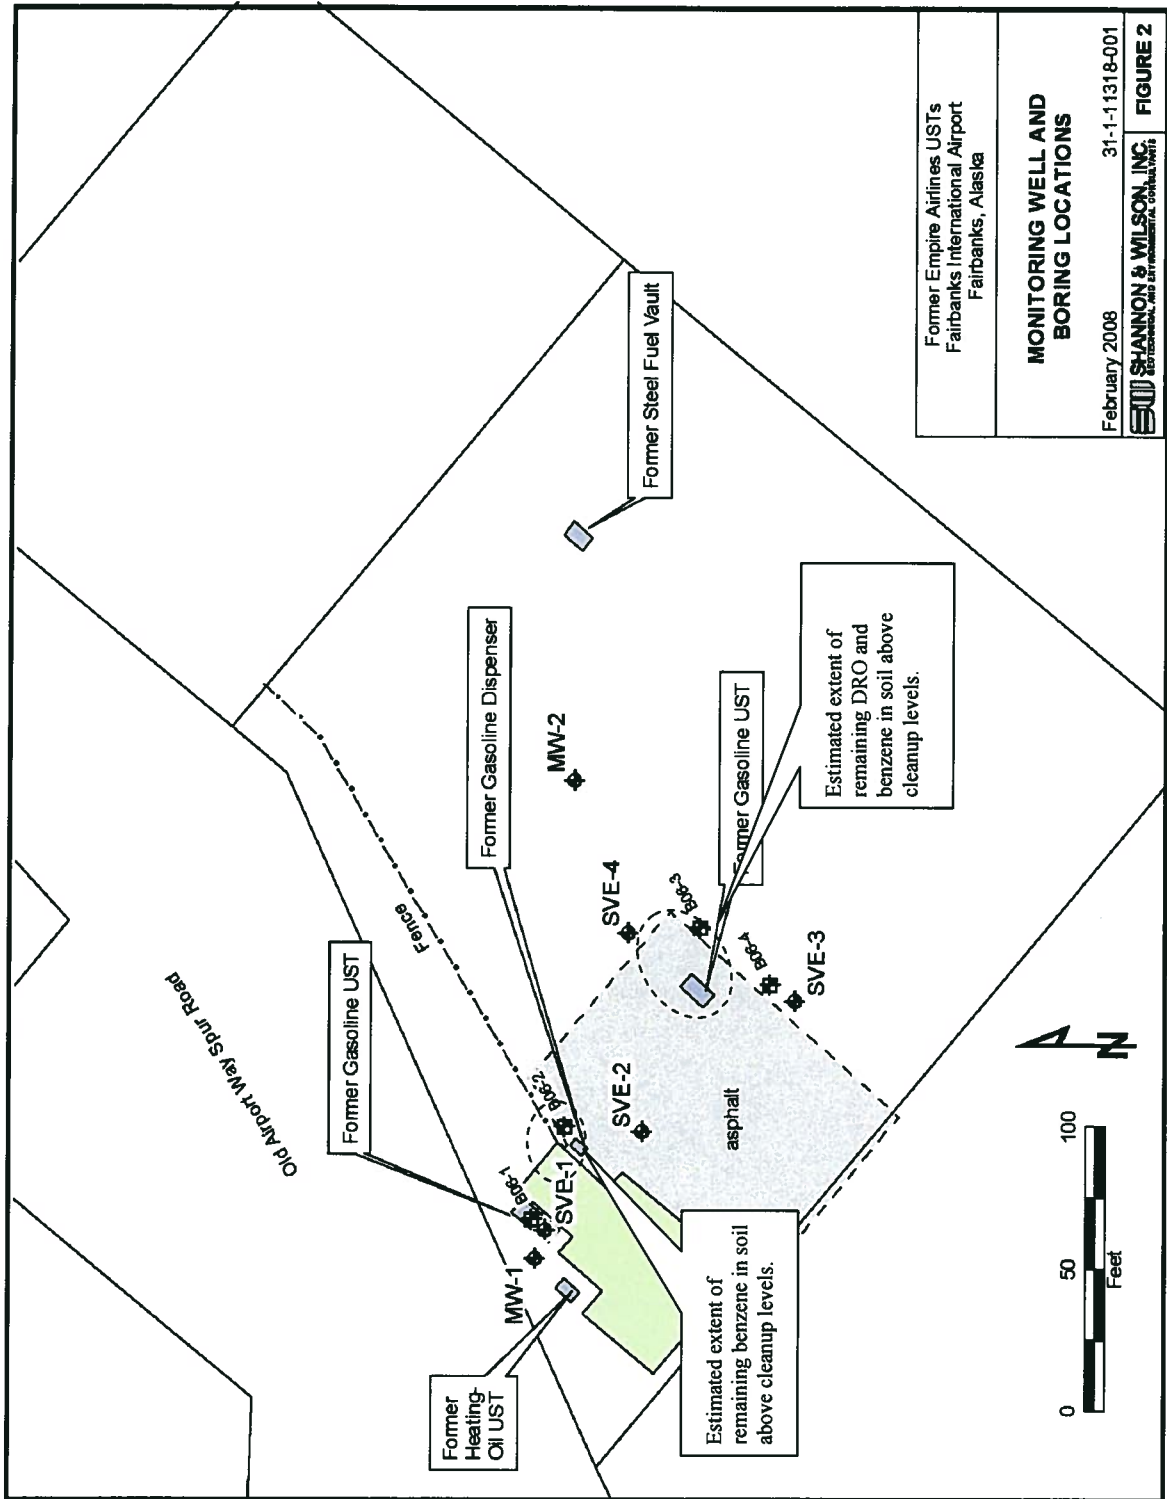 Old Airport Way Spur Road
Fence
Former Gasoline UST
Former Gasoline Dispenser
Former Steel Fuel Vault
Former
Heating-
Oil UST
MW-1
B06-1
SVE-1
B06-2
SVE-2
SVE-4
MW-2
B06-3
B06-4
SVE-3
Former Gasoline UST
asphalt
Estimated extent of
remaining benzene in soil
above cleanup levels.
Estimated extent of
remaining DRO and
benzene in soil above
cleanup levels.
0 50 100
Feet
N
Former Empire Airlines USTs
Fairbanks International Airport
Fairbanks, Alaska
MONITORING WELL AND
BORING LOCATIONS
February 2008 31-1-11318-001
SHANNON & WILSON, INC.
GEOTECHNICAL AND ENVIRONMENTAL CONSULTANTS
FIGURE 2